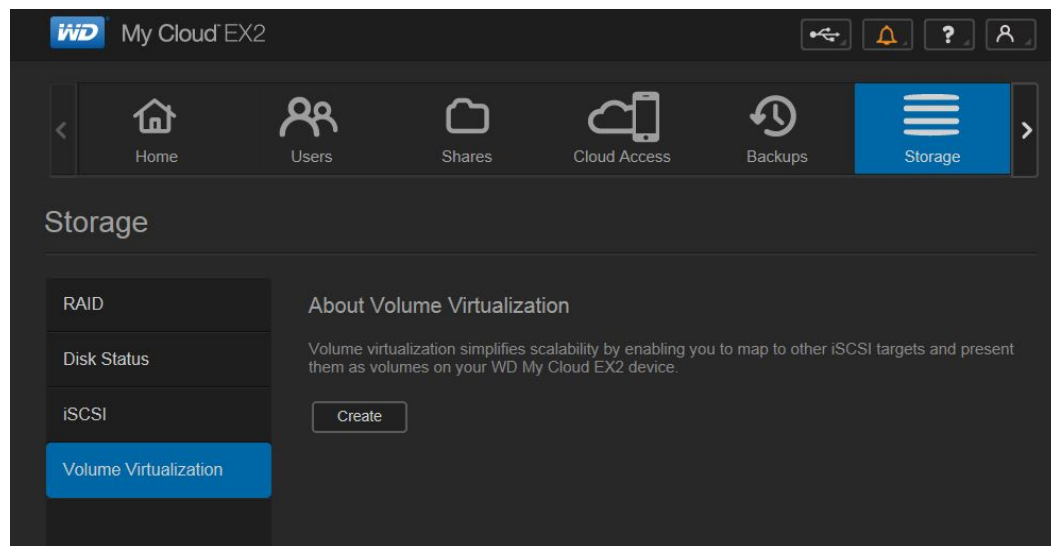 WD My Cloud EX2
?
Home Users Shares Cloud Access Backups Storage
Storage
RAID
Disk Status
iSCSI
Volume Virtualization
About Volume Virtualization
Volume virtualization simplifies scalability by enabling you to map to other iSCSI targets and present
them as volumes on your WD My Cloud EX2 device.
Create